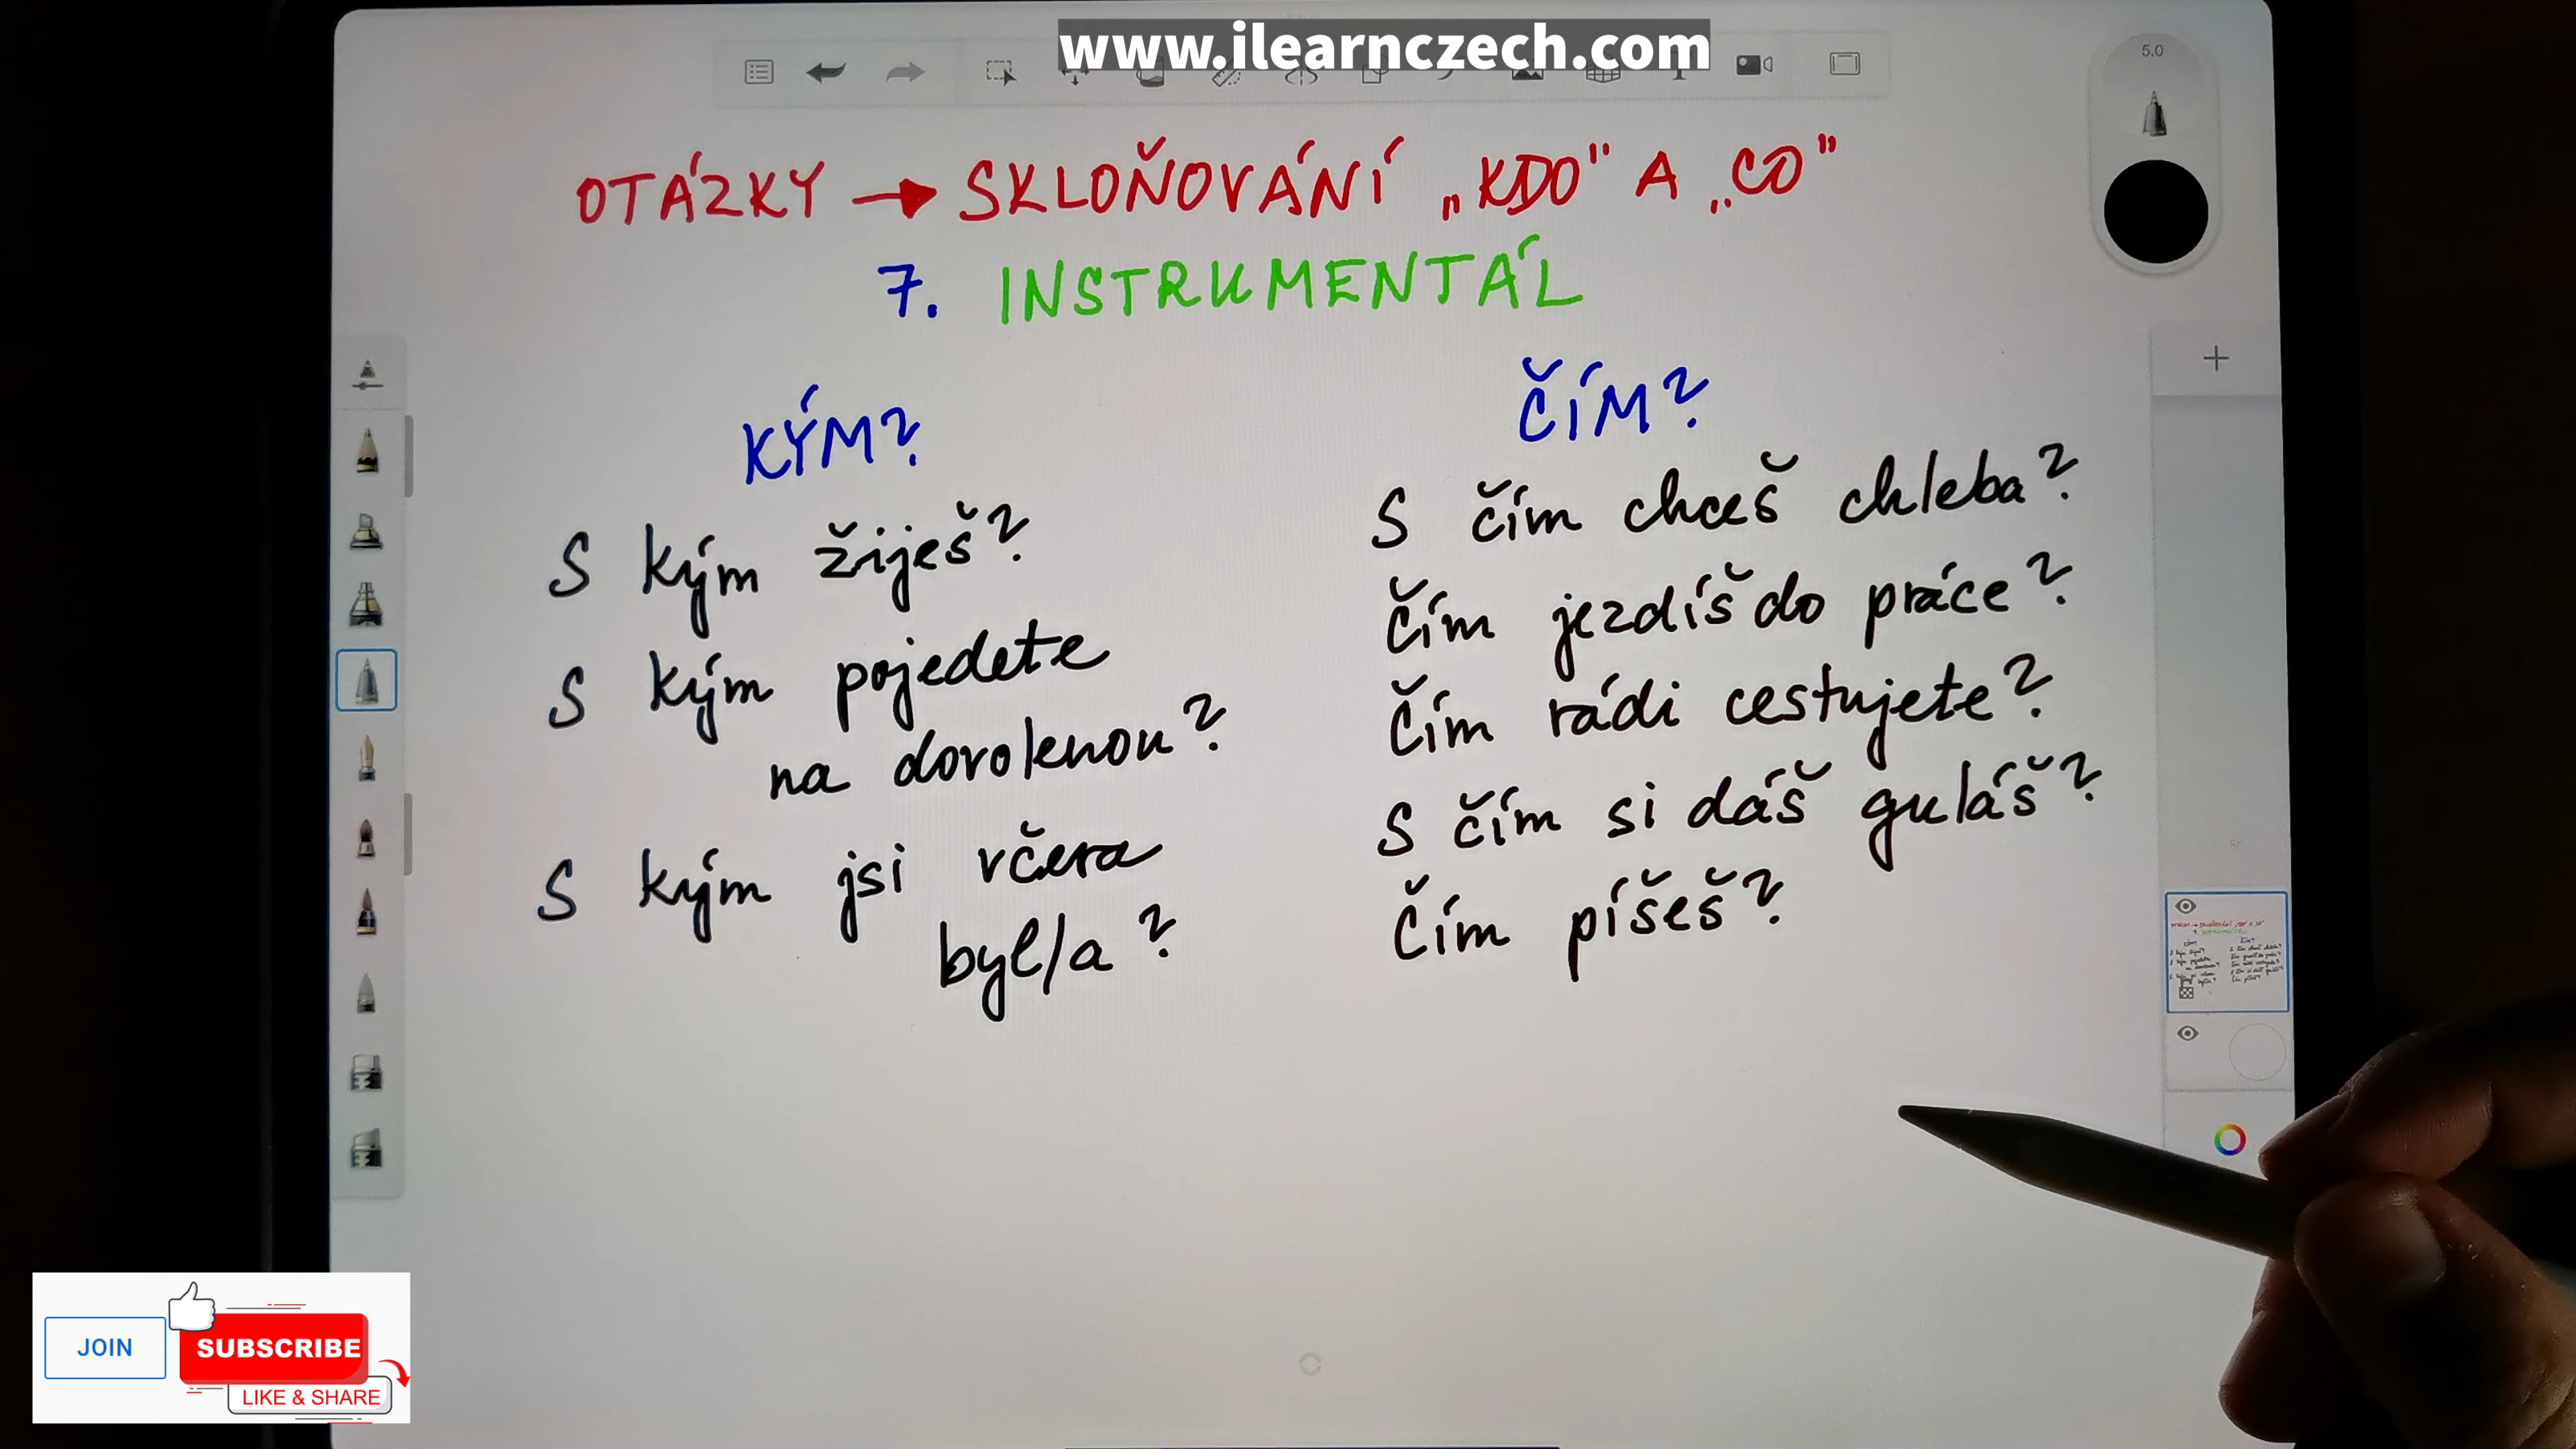 www.ilearnczech.com
5.0
OTÁZKY → SKLOŇOVÁNÍ „KDO" A „CO"
7. INSTRUMENTÁL
KÝM?
S kým žiješ?
S kým pojedete
na dovolenou?
S kým jsi včera
byl/a?
ČÍM?
S čím chceš chleba?
Čím jezdíš do práce?
Čím rádi cestujete?
S čím si dáš guláš?
Čím píšeš?
JOIN
SUBSCRIBE
LIKE & SHARE